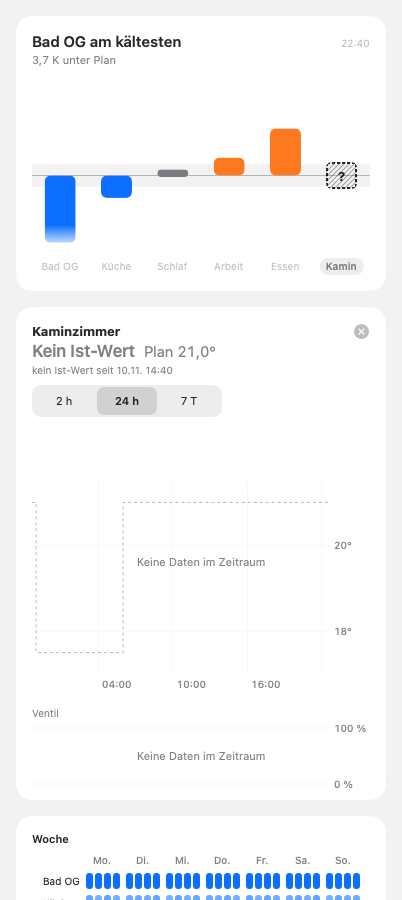 Bad OG am kältesten
22:40
3,7 K unter Plan
?
Bad OG Küche Schlaf Arbeit Essen Kamin
Kaminzimmer
Kein Ist-Wert Plan 21,0°
kein Ist-Wert seit 10.11. 14:40
2 h 24 h 7 T
20°
Keine Daten im Zeitraum
18°
04:00 10:00 16:00
Ventil
100 %
Keine Daten im Zeitraum
0 %
Woche
Mo. Di. Mi. Do. Fr. Sa. So.
Bad OG